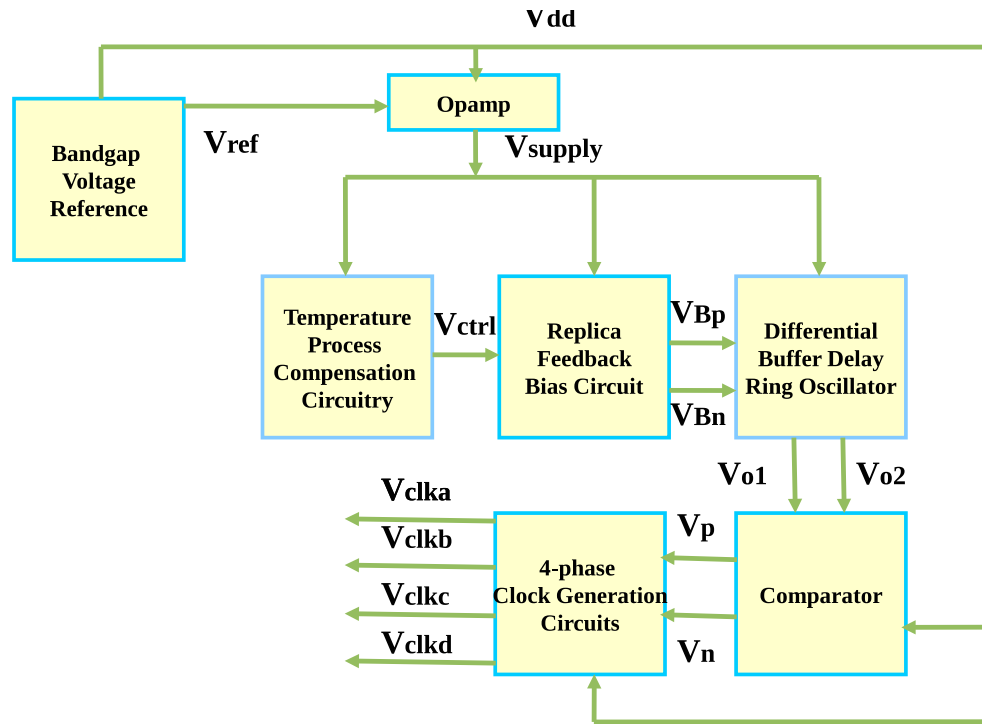 Vdd
Opamp
Vref
Vsupply
Bandgap
Voltage
Reference
Temperature
Process
Compensation
Circuitry
Vctrl
Replica
Feedback
Bias Circuit
VBp
VBn
Differential
Buffer Delay
Ring Oscillator
Vo1
Vo2
Vclka
Vclkb
Vclkc
Vclkd
4-phase
Clock Generation
Circuits
Vp
Vn
Comparator